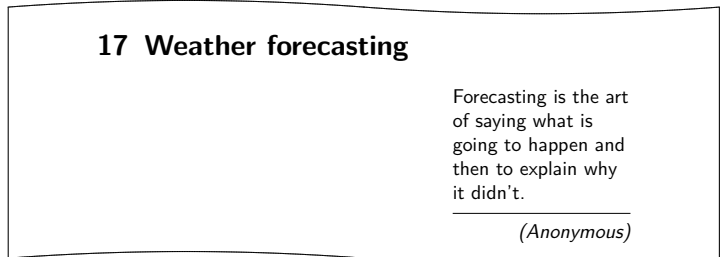 17 Weather forecasting
Forecasting is the art
of saying what is
going to happen and
then to explain why
it didn't.
(Anonymous)